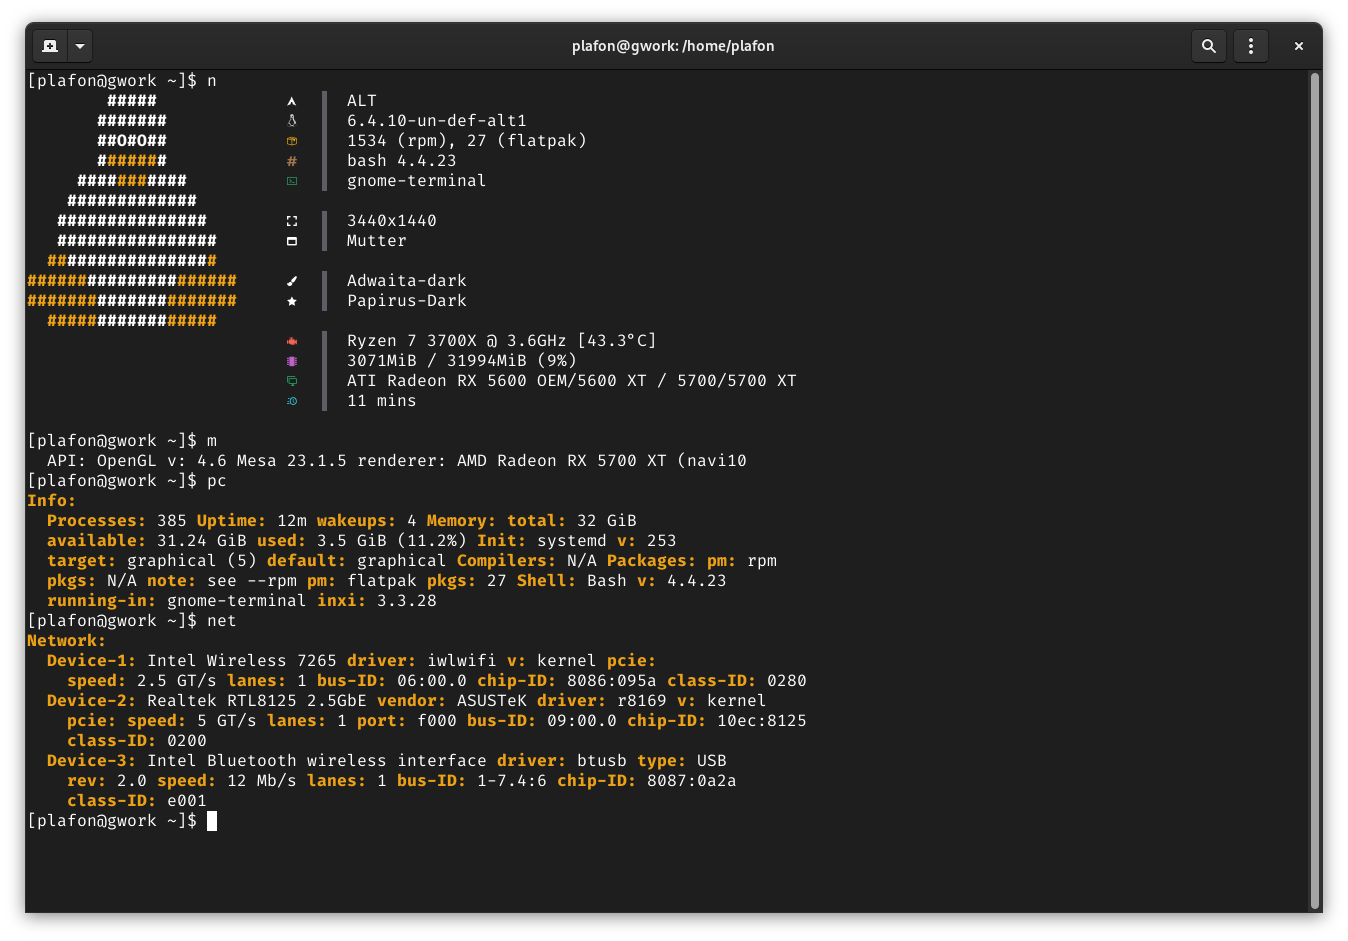 plafon@gwork: /home/plafon
[plafon@gwork ~]$ n
##### ALT
####### 6.4.10-un-def-alt1
##O#O## 1534 (rpm), 27 (flatpak)
####### # bash 4.4.23
########### gnome-terminal
#############
############### 3440x1440
################ Mutter
#################
##################### Adwaita-dark
##################### Papirus-Dark
#################
Ryzen 7 3700X @ 3.6GHz [43.3°C]
3071MiB / 31994MiB (9%)
ATI Radeon RX 5600 OEM/5600 XT / 5700/5700 XT
11 mins
[plafon@gwork ~]$ m
API: OpenGL v: 4.6 Mesa 23.1.5 renderer: AMD Radeon RX 5700 XT (navi10
[plafon@gwork ~]$ pc
Info:
Processes: 385 Uptime: 12m wakeups: 4 Memory: total: 32 GiB
available: 31.24 GiB used: 3.5 GiB (11.2%) Init: systemd v: 253
target: graphical (5) default: graphical Compilers: N/A Packages: pm: rpm
pkgs: N/A note: see --rpm pm: flatpak pkgs: 27 Shell: Bash v: 4.4.23
running-in: gnome-terminal inxi: 3.3.28
[plafon@gwork ~]$ net
Network:
Device-1: Intel Wireless 7265 driver: iwlwifi v: kernel pcie:
speed: 2.5 GT/s lanes: 1 bus-ID: 06:00.0 chip-ID: 8086:095a class-ID: 0280
Device-2: Realtek RTL8125 2.5GbE vendor: ASUSTeK driver: r8169 v: kernel
pcie: speed: 5 GT/s lanes: 1 port: f000 bus-ID: 09:00.0 chip-ID: 10ec:8125
class-ID: 0200
Device-3: Intel Bluetooth wireless interface driver: btusb type: USB
rev: 2.0 speed: 12 Mb/s lanes: 1 bus-ID: 1-7.4:6 chip-ID: 8087:0a2a
class-ID: e001
[plafon@gwork ~]$